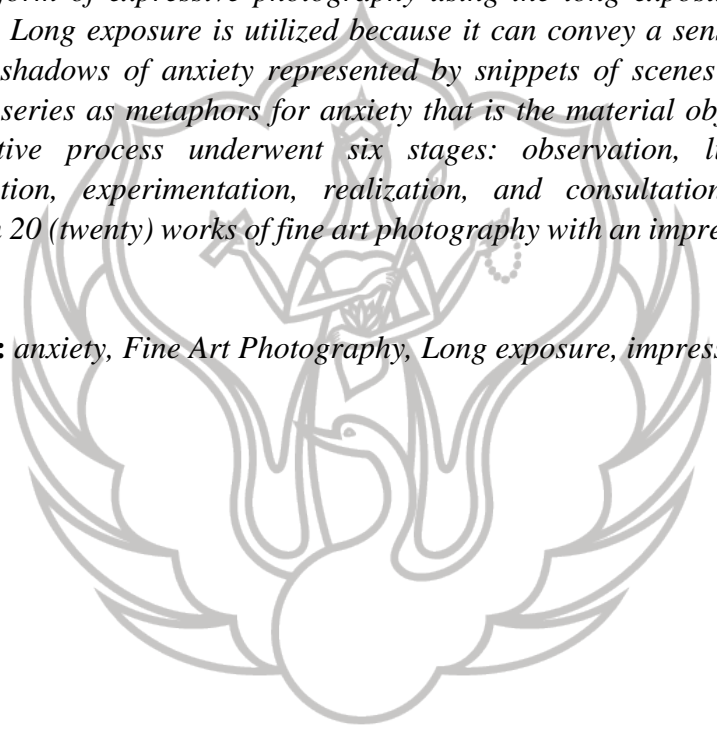 form of expressive photography using the long exposu
Long exposure is utilized because it can convey a sens
shadows of anxiety represented by snippets of scenes
series as metaphors for anxiety that is the material obj
tive process underwent six stages: observation, li
tion, experimentation, realization, and consultation
20 (twenty) works of fine art photography with an impre
: anxiety, Fine Art Photography, Long exposure, impress